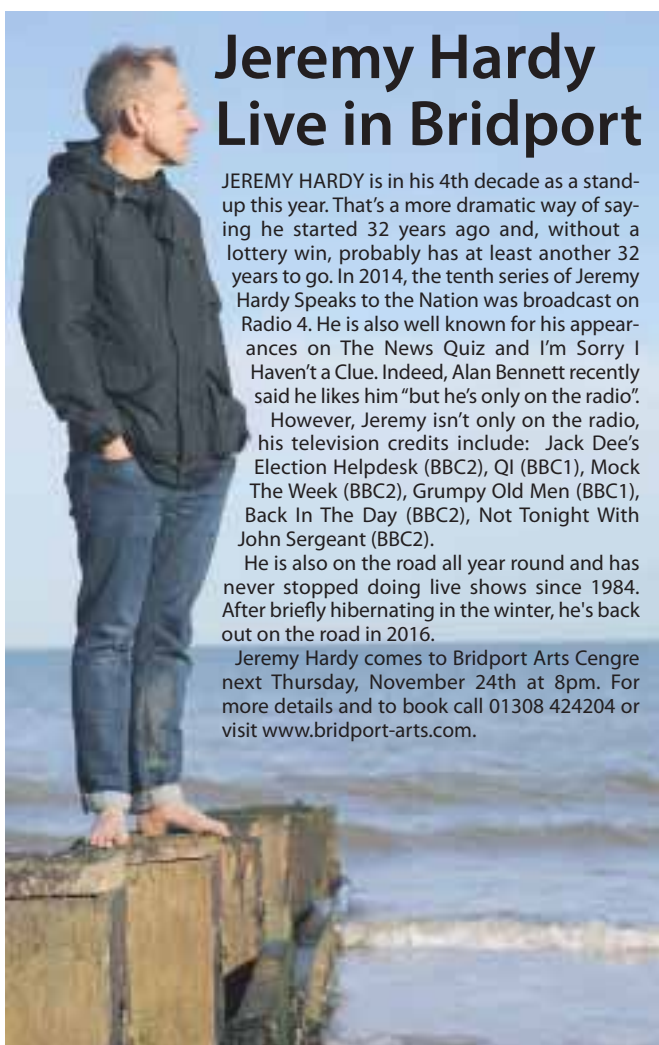 Jeremy Hardy
Live in Bridport
JEREMY HARDY is in his 4th decade as a stand-
up this year. That’s a more dramatic way of say-
ing he started 32 years ago and, without a
lottery win, probably has at least another 32
years to go. In 2014, the tenth series of Jeremy
Hardy Speaks to the Nation was broadcast on
Radio 4. He is also well known for his appear-
ances on The News Quiz and I’m Sorry I
Haven’t a Clue. Indeed, Alan Bennett recently
said he likes him “but he’s only on the radio”.
However, Jeremy isn’t only on the radio,
his television credits include: Jack Dee’s
Election Helpdesk (BBC2), QI (BBC1), Mock
The Week (BBC2), Grumpy Old Men (BBC1),
Back In The Day (BBC2), Not Tonight With
John Sergeant (BBC2).
He is also on the road all year round and has
never stopped doing live shows since 1984.
After briefly hibernating in the winter, he's back
out on the road in 2016.
Jeremy Hardy comes to Bridport Arts Cengre
next Thursday, November 24th at 8pm. For
more details and to book call 01308 424204 or
visit www.bridport-arts.com.